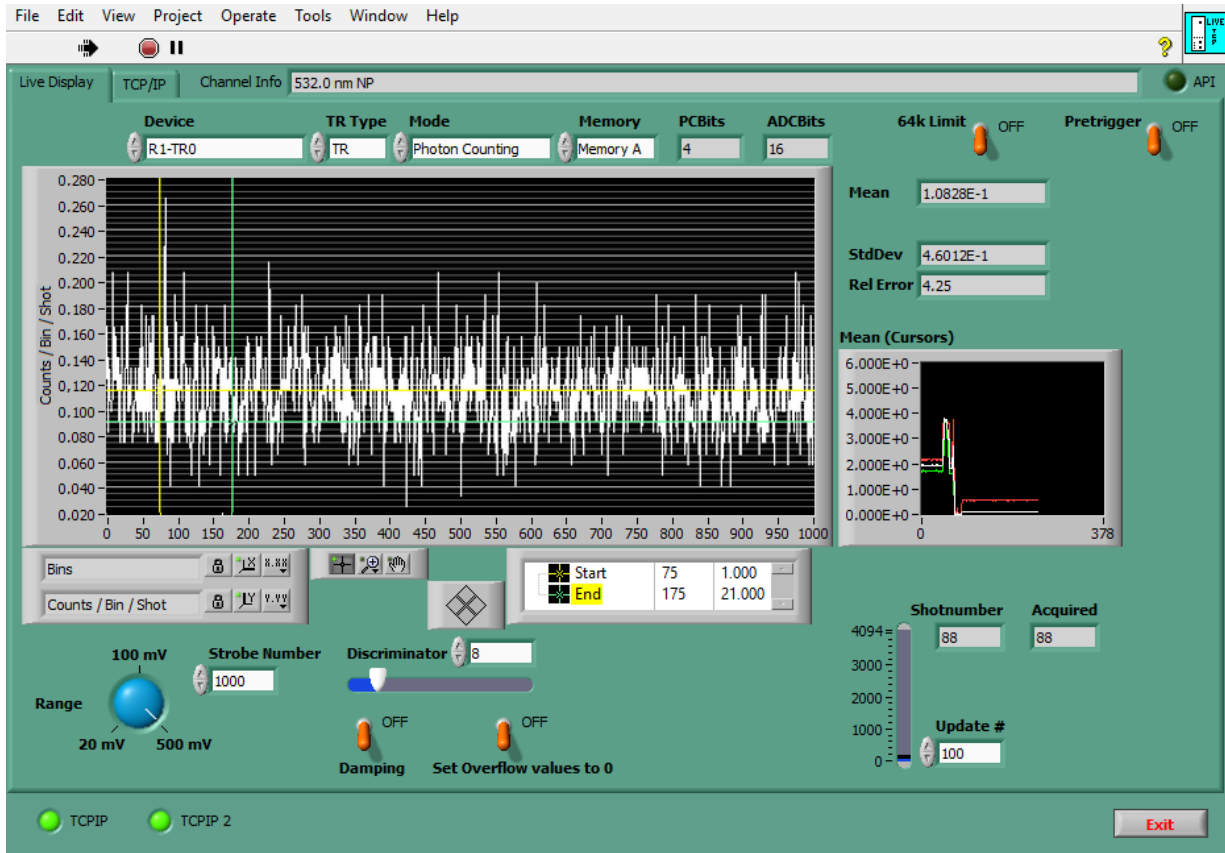 File Edit View Project Operate Tools Window Help
LIVE
TCP
Live Display TCP/IP Channel Info 532.0 nm NP API
Device TR Type Mode Memory PCBits ADCBits 64k Limit OFF Pretrigger OFF
R1-TR0 TR Photon Counting Memory A 4 16
Mean 1.0828E-1
StdDev 4.6012E-1
Rel Error 4.25
Counts / Bin / Shot
0.280
0.260
0.240
0.220
0.200
0.180
0.160
0.140
0.120
0.100
0.080
0.060
0.040
0.020
0 50 100 150 200 250 300 350 400 450 500 550 600 650 700 750 800 850 900 950 1000
Mean (Cursors)
6.000E+0
5.000E+0
4.000E+0
3.000E+0
2.000E+0
1.000E+0
0.000E+0
0 378
Bins X X.XX
Counts / Bin / Shot Y Y.YY
Start 75 1.000
End 175 21.000
Shotnumber Acquired
88 88
4094
3000
2000
1000
0
Update #
100
100 mV
Range
20 mV 500 mV
Strobe Number
1000
Discriminator 8
OFF OFF
Damping Set Overflow values to 0
TCPIP TCPIP 2 Exit